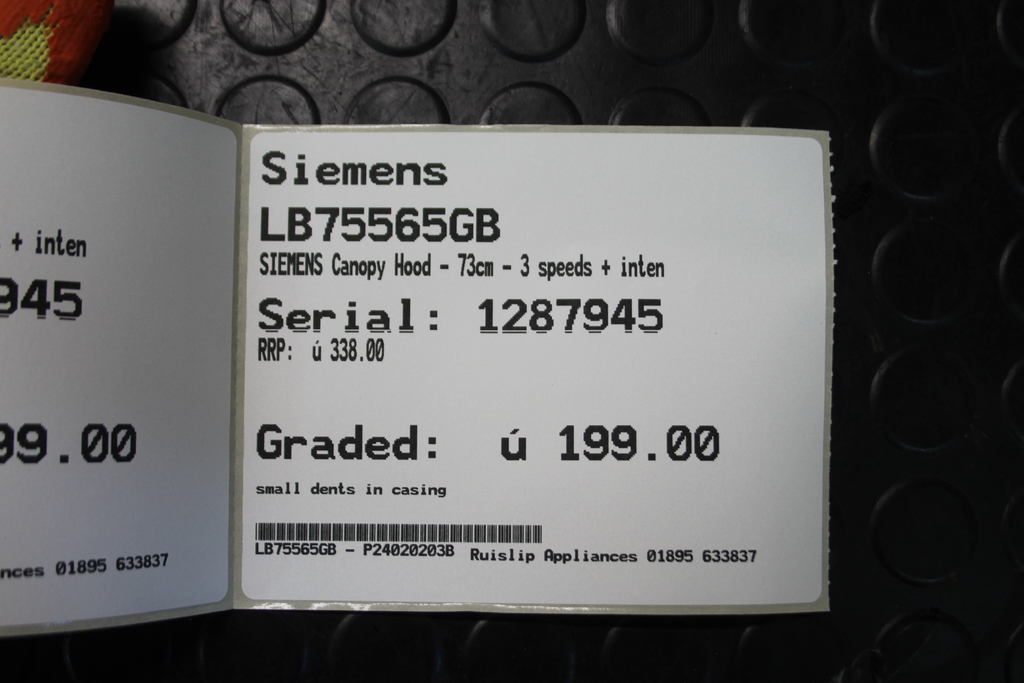 + inten
945
99.00
nces 01895 633837
Siemens
LB75565GB
SIEMENS Canopy Hood - 73cm - 3 speeds + inten
Serial: 1287945
RRP: ú 338.00
Graded: ú 199.00
small dents in casing
LB75565GB - P24020203B Ruislip Appliances 01895 633837